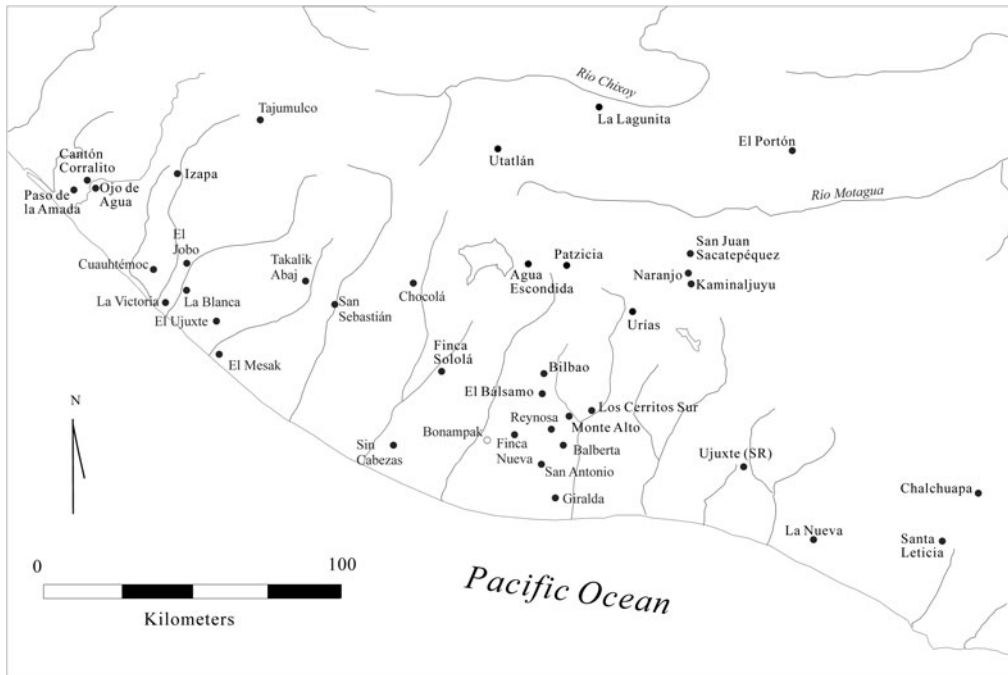 Río Chixoy
Tajumulco
La Lagunita
El Portón
Utatlán
Cantón
Corralito
Izapa
Ojo de
Agua
Paso de
la Amada
Río Motagua
El
Jobo
Cuauhtémoc
Takalik
Abaj
San Juan
Sacatepéquez
Patzicia
Agua
Escondida
Naranjo
Kaminaljuyu
La Victoria
La Blanca
Chocolá
San
Sebastián
El Ujuxte
Urías
El Mesak
Finca
Sololá
Bilbao
El Bálsamo
Los Cerritos Sur
Reynosa
Monte Alto
Bonampak
Finca
Nueva
Balberta
Sin
Cabezas
San Antonio
Ujuxte (SR)
Giralda
Chalchuapa
La Nueva
Santa
Leticia
N
0
100
Kilometers
Pacific Ocean